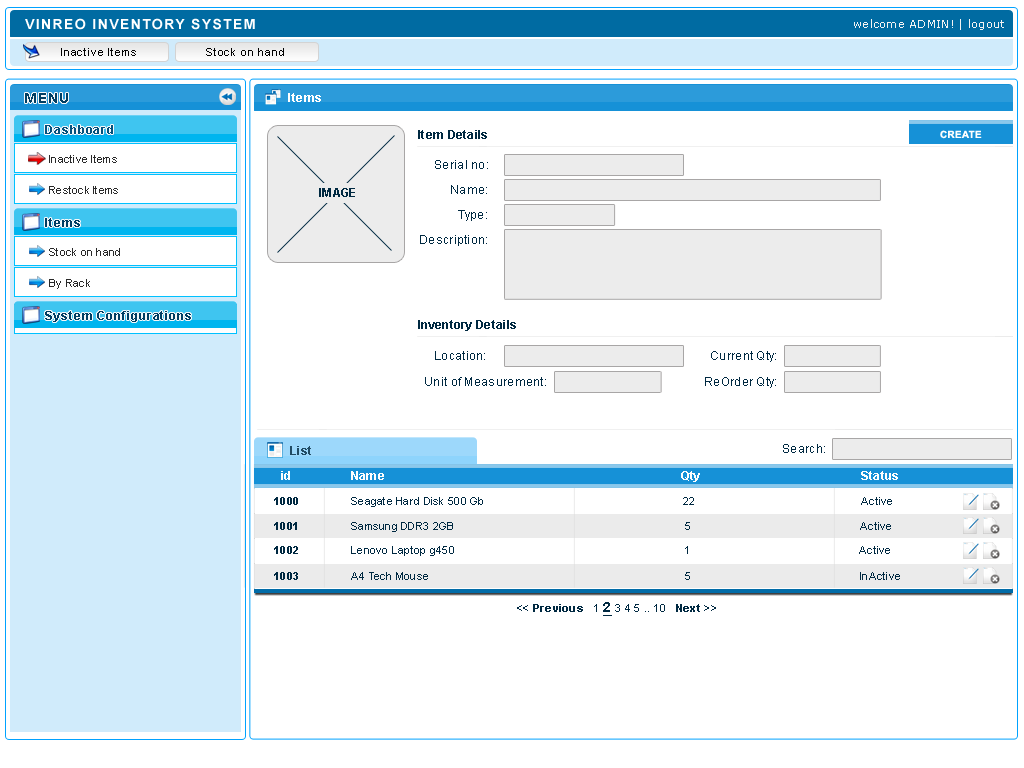 VINREO INVENTORY SYSTEM welcome ADMIN! | logout
Inactive Items Stock on hand
MENU
Dashboard
Inactive Items
Restock Items
Items
Stock on hand
By Rack
System Configurations
Items
IMAGE
Item Details CREATE
Serial no:
Name:
Type:
Description:
Inventory Details
Location: Current Qty:
Unit of Measurement: ReOrder Qty:
List Search:
id Name Qty Status
1000 Seagate Hard Disk 500 Gb 22 Active
1001 Samsung DDR3 2GB 5 Active
1002 Lenovo Laptop g450 1 Active
1003 A4 Tech Mouse 5 InActive
<< Previous 1 2 3 4 5 .. 10 Next >>